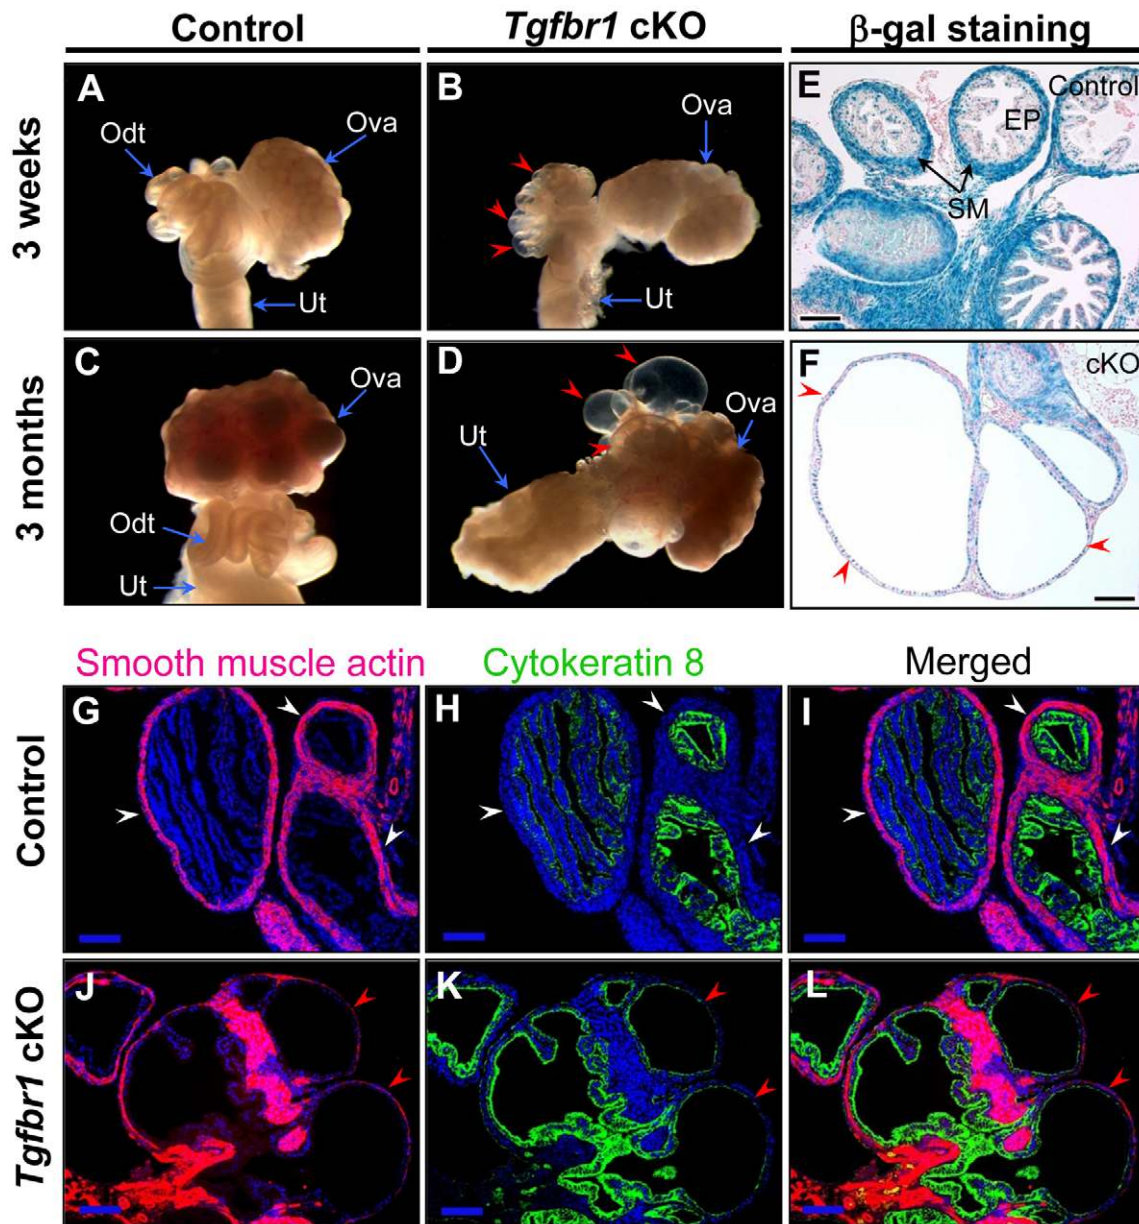 Control
Tgfbr1 cKO
β-gal staining
3 weeks
A
Odt
Ova
Ut
B
Ova
Ut
E
Control
EP
SM
3 months
C
Ova
Odt
Ut
D
Ut
Ova
F
cKO
Smooth muscle actin
Cytokeratin 8
Merged
Control
G
H
I
Tgfbr1 cKO
J
K
L